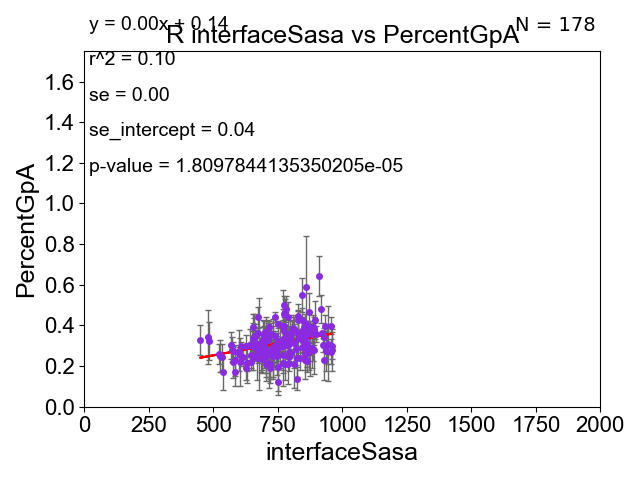 y = 0.00x + 0.14
N = 178
R interfaceSasa vs PercentGpA
r^2 = 0.10
se = 0.00
se_intercept = 0.04
p-value = 1.8097844135350205e-05
PercentGpA
1.6
1.4
1.2
1.0
0.8
0.6
0.4
0.2
0.0
0 250 500 750 1000 1250 1500 1750 2000
interfaceSasa